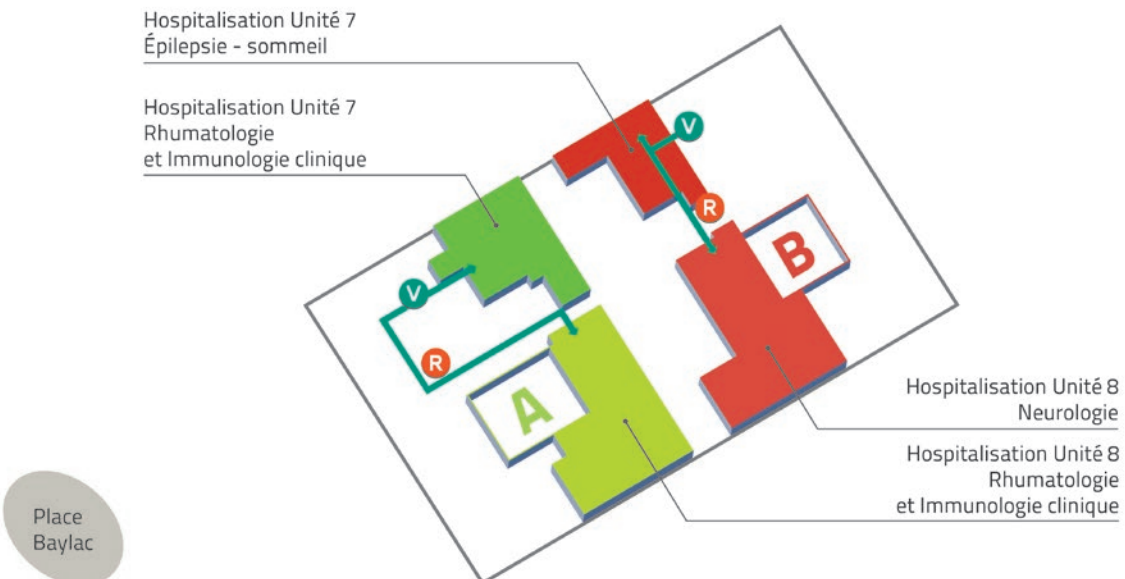 Hospitalisation Unité 7
Épilepsie - sommeil
Hospitalisation Unité 7
Rhumatologie
et Immunologie clinique
V
R
B
V
R
A
Hospitalisation Unité 8
Neurologie
Hospitalisation Unité 8
Rhumatologie
et Immunologie clinique
Place
Baylac